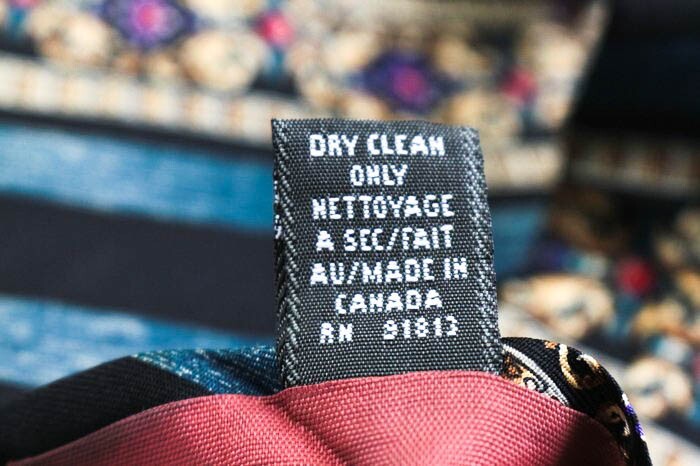 DRY CLEAN
ONLY
NETTOYAGE
A SEC/FAIT
AU/MADE IN
CANADA
RN 91813